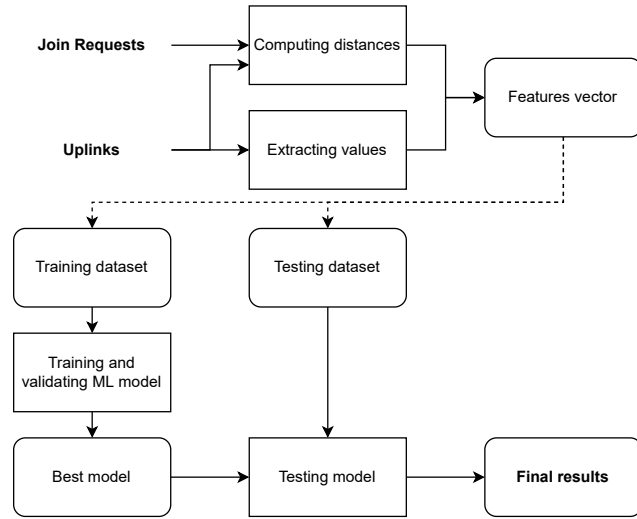 Join Requests
Computing distances
Features vector
Uplinks
Extracting values
Training dataset
Testing dataset
Training and
validating ML model
Best model
Testing model
Final results